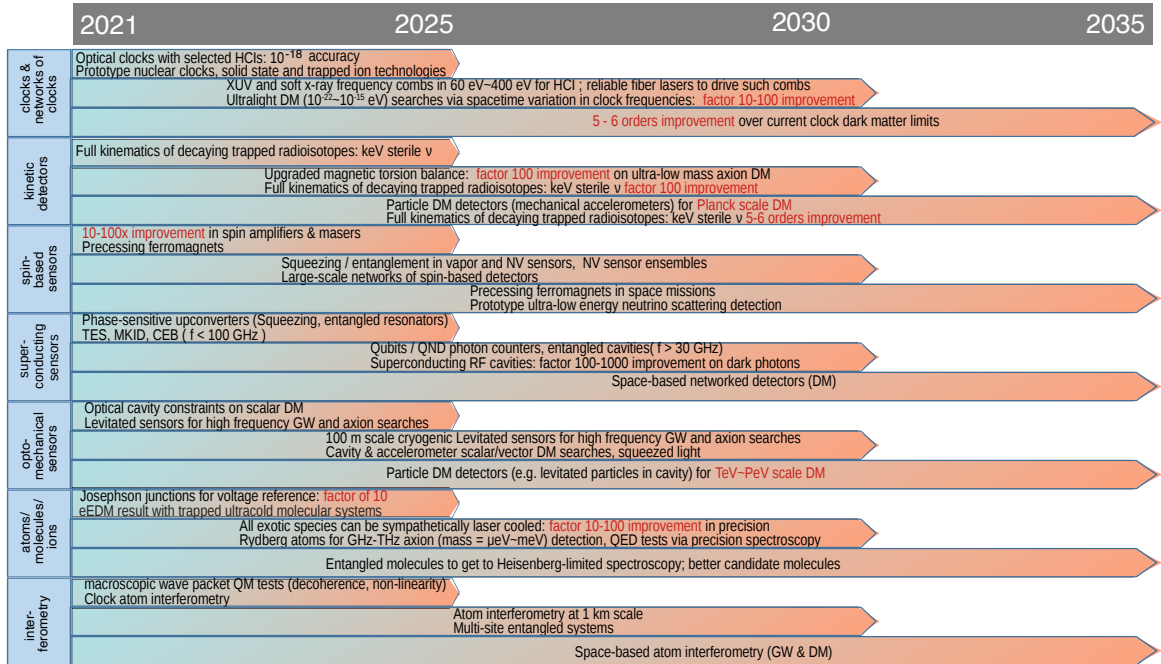 2021 2025 2030 2035
clocks &
networks of
clocks
Optical clocks with selected HCIs: 10⁻¹⁸ accuracy
Prototype nuclear clocks, solid state and trapped ion technologies
XUV and soft x-ray frequency combs in 60 eV~400 eV for HCI ; reliable fiber lasers to drive such combs
Ultralight DM (10⁻²²~10⁻¹⁵ eV) searches via spacetime variation in clock frequencies: factor 10-100 improvement
5 - 6 orders improvement over current clock dark matter limits
kinetic
detectors
Full kinematics of decaying trapped radioisotopes: keV sterile ν
Upgraded magnetic torsion balance: factor 100 improvement on ultra-low mass axion DM
Full kinematics of decaying trapped radioisotopes: keV sterile ν factor 100 improvement
Particle DM detectors (mechanical accelerometers) for Planck scale DM
Full kinematics of decaying trapped radioisotopes: keV sterile ν 5-6 orders improvement
spin-
based
sensors
10-100x improvement in spin amplifiers & masers
Precessing ferromagnets
Squeezing / entanglement in vapor and NV sensors, NV sensor ensembles
Large-scale networks of spin-based detectors
Precessing ferromagnets in space missions
Prototype ultra-low energy neutrino scattering detection
super-
conducting
sensors
Phase-sensitive upconverters (Squeezing, entangled resonators)
TES, MKID, CEB ( f < 100 GHz )
Qubits / QND photon counters, entangled cavities( f > 30 GHz)
Superconducting RF cavities: factor 100-1000 improvement on dark photons
Space-based networked detectors (DM)
opto-
mechanical
sensors
Optical cavity constraints on scalar DM
Levitated sensors for high frequency GW and axion searches
100 m scale cryogenic Levitated sensors for high frequency GW and axion searches
Cavity & accelerometer scalar/vector DM searches, squeezed light
Particle DM detectors (e.g. levitated particles in cavity) for TeV~PeV scale DM
atoms/
molecules/
ions
Josephson junctions for voltage reference: factor of 10
eEDM result with trapped ultracold molecular systems
All exotic species can be sympathetically laser cooled: factor 10-100 improvement in precision
Rydberg atoms for GHz-THz axion (mass = μeV~meV) detection, QED tests via precision spectroscopy
Entangled molecules to get to Heisenberg-limited spectroscopy; better candidate molecules
inter-
ferometry
macroscopic wave packet QM tests (decoherence, non-linearity)
Clock atom interferometry
Atom interferometry at 1 km scale
Multi-site entangled systems
Space-based atom interferometry (GW & DM)